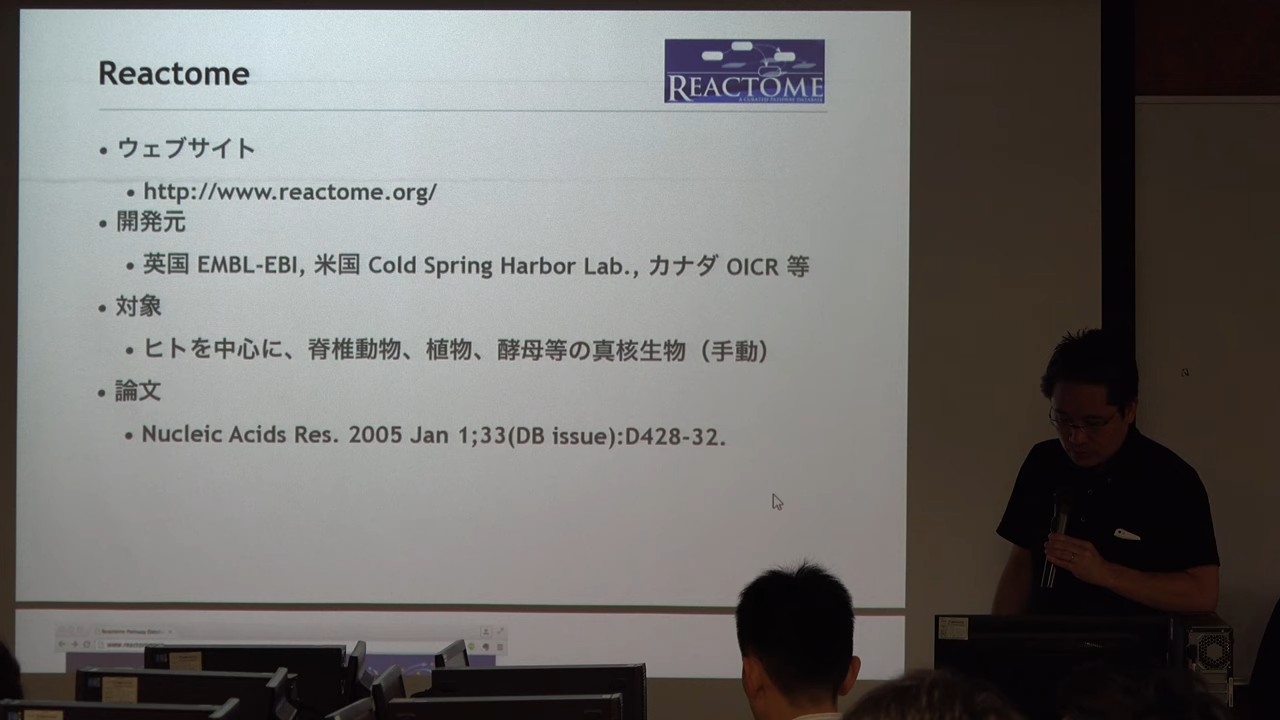 Reactome
REACTOME
A CURATED PATHWAY DATABASE
• ウェブサイト
• http://www.reactome.org/
• 開発元
• 英国 EMBL-EBI, 米国 Cold Spring Harbor Lab., カナダ OICR 等
• 対象
• ヒトを中心に、脊椎動物、植物、酵母等の真核生物（手動）
• 論文
• Nucleic Acids Res. 2005 Jan 1;33(DB issue):D428-32.